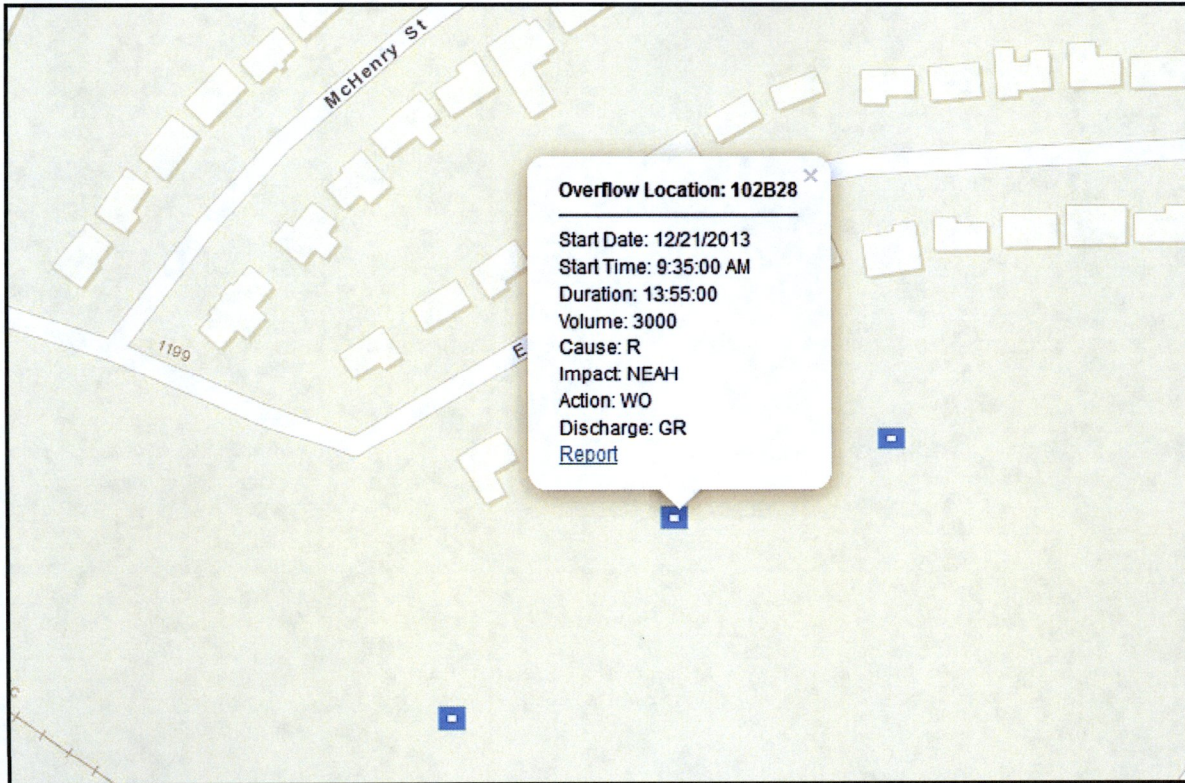 McHenry St
Overflow Location: 102B28
×
Start Date: 12/21/2013
Start Time: 9:35:00 AM
Duration: 13:55:00
Volume: 3000
Cause: R
Impact: NEAH
Action: WO
Discharge: GR
Report
1199
E
c